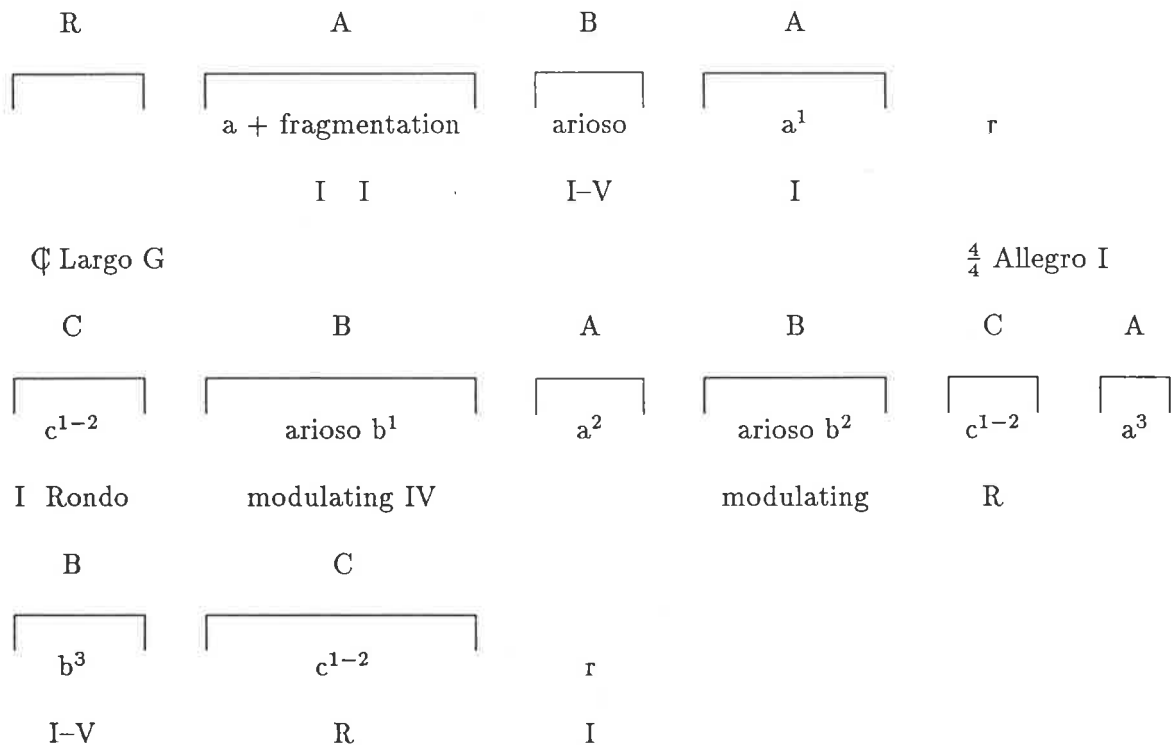 R A B A
a + fragmentation arioso a¹ r
I I I–V I
𝄵 Largo G 4/4 Allegro I
C B A B C A
c¹⁻² arioso b¹ a² arioso b² c¹⁻² a³
I Rondo modulating IV modulating R
B C
b³ c¹⁻² r
I–V R I